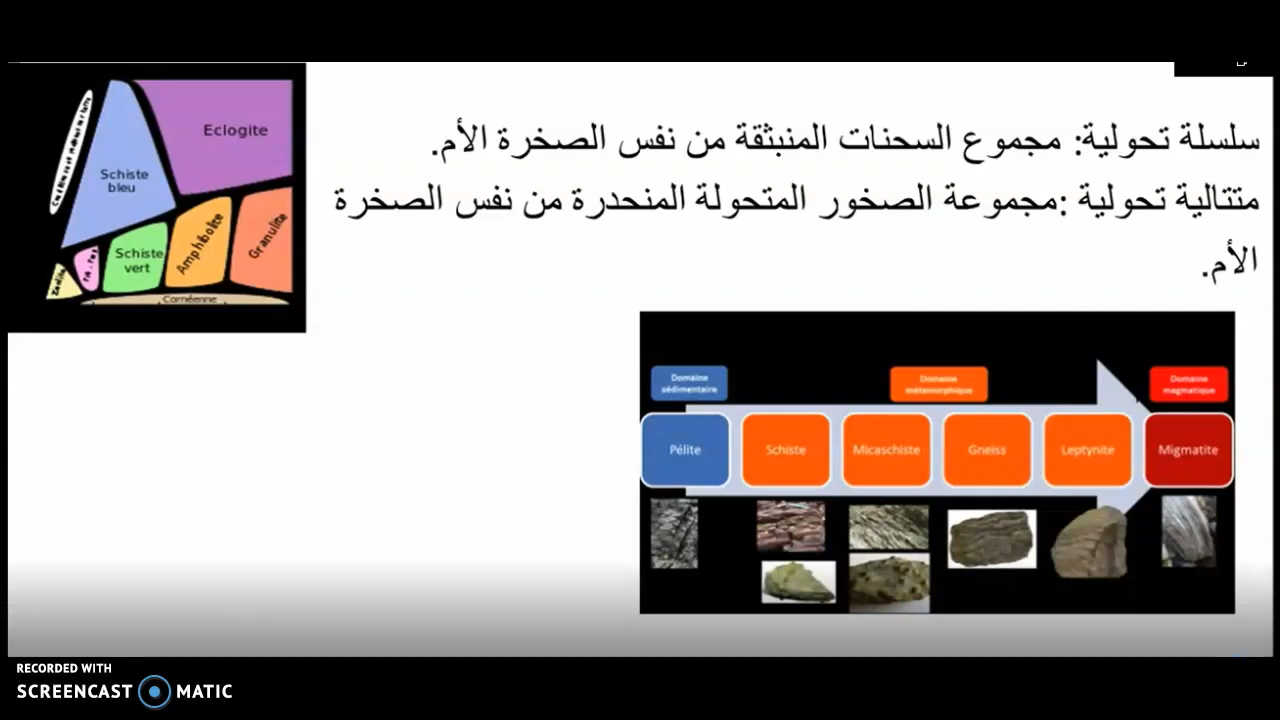 سلسلة تحولية: مجموع السحنات المنبثقة من نفس الصخرة الأم.
متتالية تحولية :مجموعة الصخور المتحولة المنحدرة من نفس الصخرة
الأم.
Eclogite
Schiste
bleu
Schiste
vert
Amphibolite
Granulite
Zéolite
Cornéenne
Domaine
sédimentaire
Domaine
métamorphique
Domaine
magmatique
Pélite
Schiste
Micaschiste
Gneiss
Leptynite
Migmatite
RECORDED WITH
SCREENCAST MATIC